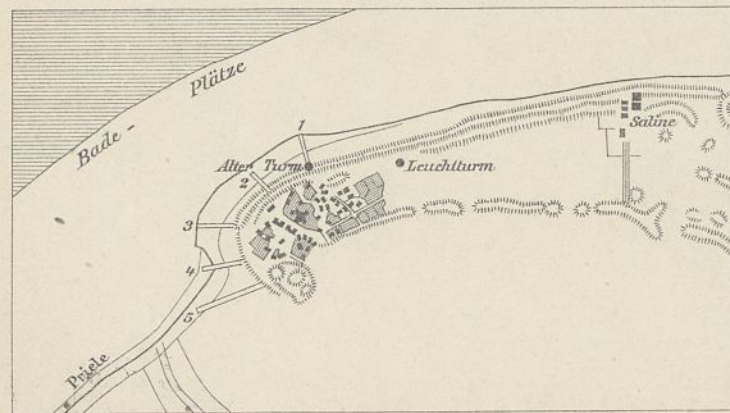 Bade - Plätze
1
Alter Turm
Leuchtturm
Saline
2
3
4
5
Priele